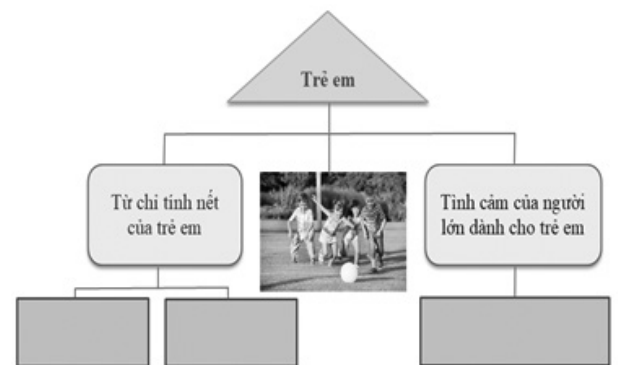 Trẻ em
Từ chỉ tính nết
của trẻ em
Tình cảm của người
lớn dành cho trẻ em